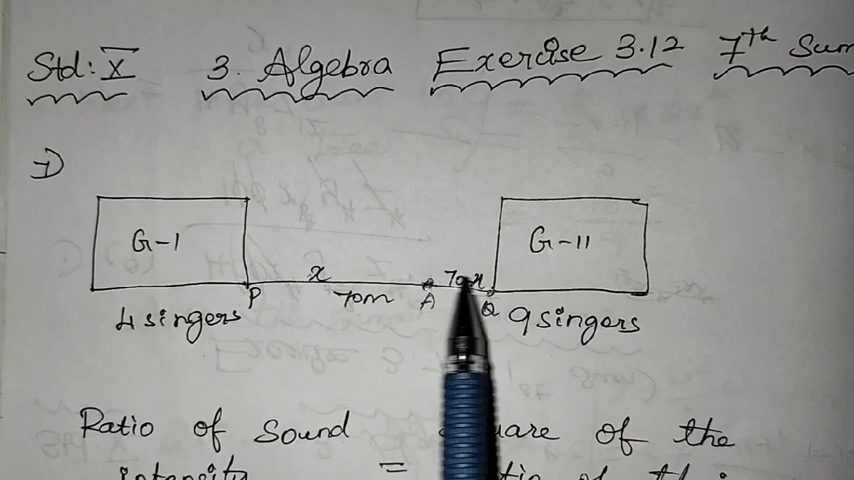 Std: X 3. Algebra Exercise 3.12 7th Sum
7)
G-I G-II
x 70-x
P 70m A Q
4 singers 9 singers
Ratio of Sound of the
intensity =